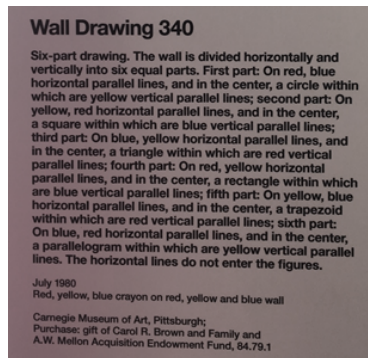 Wall Drawing 340
Six-part drawing. The wall is divided horizontally and
vertically into six equal parts. First part: On red, blue
horizontal parallel lines, and in the center, a circle within
which are yellow vertical parallel lines; second part: On
yellow, red horizontal parallel lines, and in the center,
a square within which are blue vertical parallel lines;
third part: On blue, yellow horizontal parallel lines, and
in the center, a triangle within which are red vertical
parallel lines; fourth part: On red, yellow horizontal
parallel lines, and in the center, a rectangle within which
are blue vertical parallel lines; fifth part: On yellow, blue
horizontal parallel lines, and in the center, a trapezoid
within which are red vertical parallel lines; sixth part:
On blue, red horizontal parallel lines, and in the center,
a parallelogram within which are yellow vertical parallel
lines. The horizontal lines do not enter the figures.
July 1980
Red, yellow, blue crayon on red, yellow and blue wall
Carnegie Museum of Art, Pittsburgh;
Purchase: gift of Carol R. Brown and Family and
A.W. Mellon Acquisition Endowment Fund, 84.79.1